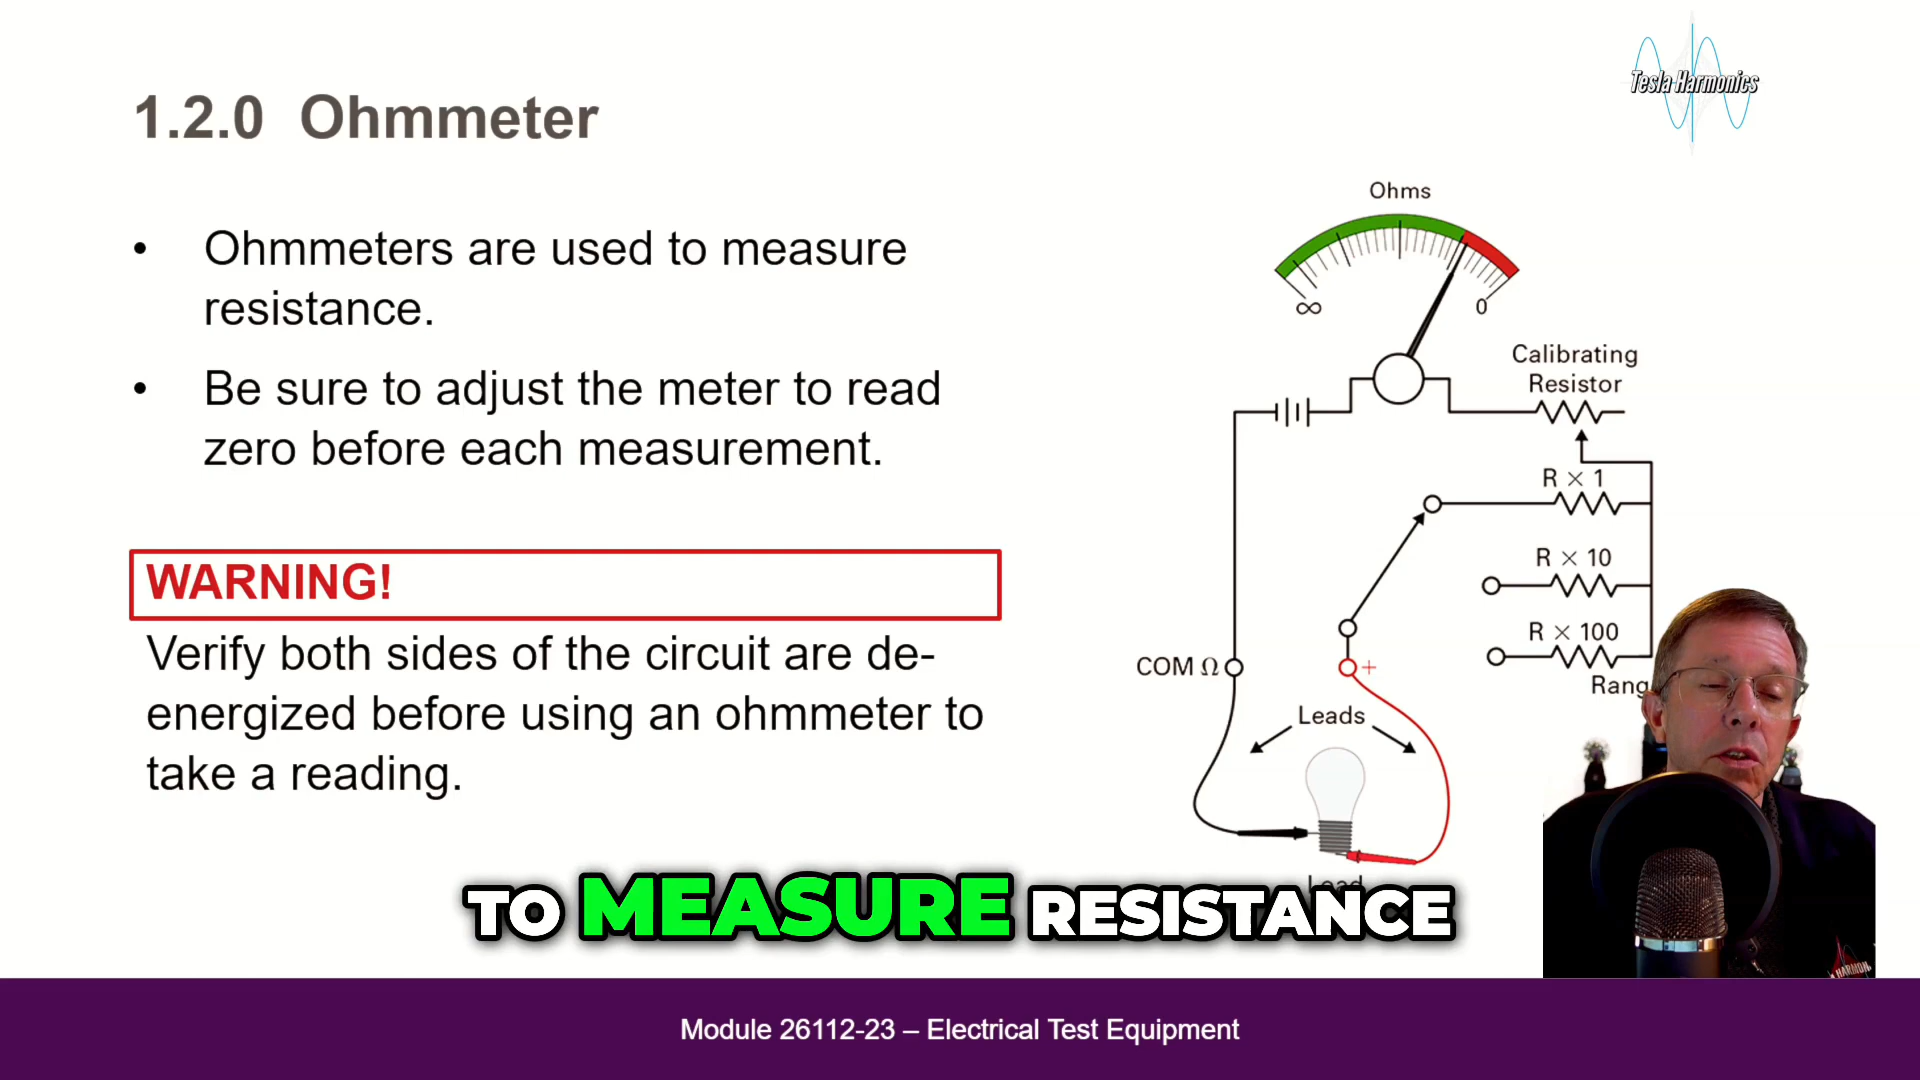 Tesla Harmonics
1.2.0 Ohmmeter
• Ohmmeters are used to measure
resistance.
• Be sure to adjust the meter to read
zero before each measurement.
WARNING!
Verify both sides of the circuit are de-
energized before using an ohmmeter to
take a reading.
Ohms
∞
0
Calibrating
Resistor
R × 1
R × 10
R × 100
Rang
COM Ω
+
Leads
TO MEASURE RESISTANCE
Module 26112-23 – Electrical Test Equipment